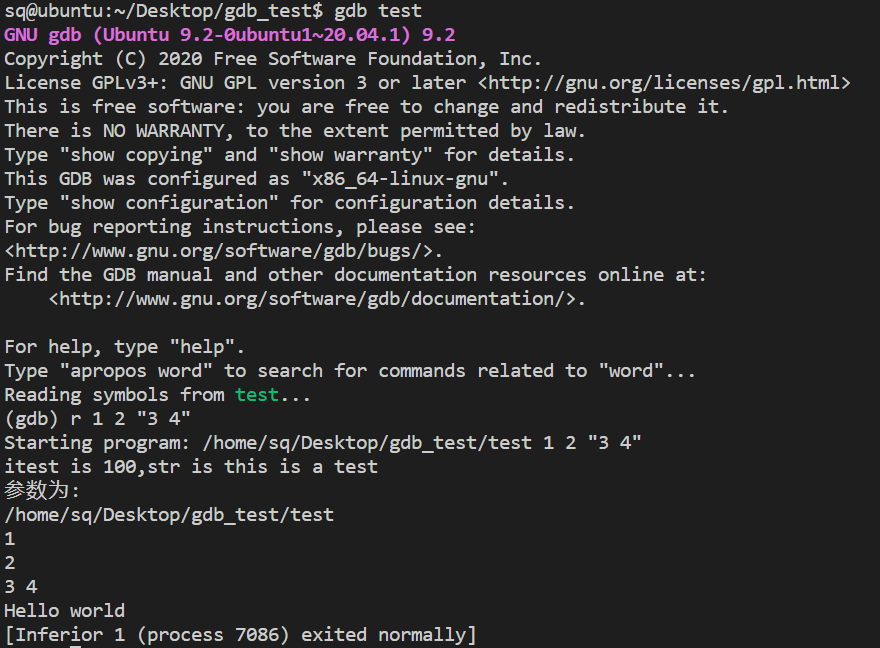 sq@ubuntu:~/Desktop/gdb_test$ gdb test
GNU gdb (Ubuntu 9.2-0ubuntu1~20.04.1) 9.2
Copyright (C) 2020 Free Software Foundation, Inc.
License GPLv3+: GNU GPL version 3 or later <http://gnu.org/licenses/gpl.html>
This is free software: you are free to change and redistribute it.
There is NO WARRANTY, to the extent permitted by law.
Type "show copying" and "show warranty" for details.
This GDB was configured as "x86_64-linux-gnu".
Type "show configuration" for configuration details.
For bug reporting instructions, please see:
<http://www.gnu.org/software/gdb/bugs/>.
Find the GDB manual and other documentation resources online at:
    <http://www.gnu.org/software/gdb/documentation/>.

For help, type "help".
Type "apropos word" to search for commands related to "word"...
Reading symbols from test...
(gdb) r 1 2 "3 4"
Starting program: /home/sq/Desktop/gdb_test/test 1 2 "3 4"
itest is 100,str is this is a test
参数为:
/home/sq/Desktop/gdb_test/test
1
2
3 4
Hello world
[Inferior 1 (process 7086) exited normally]